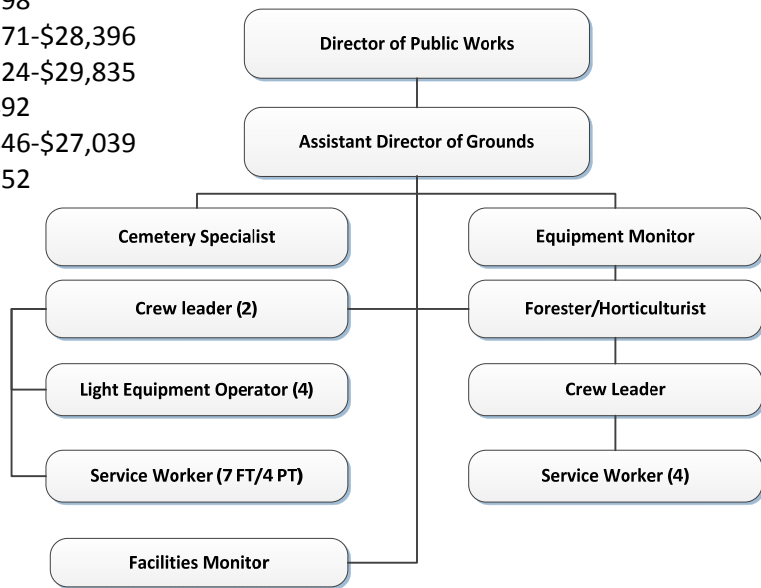 98
71-$28,396
24-$29,835
92
46-$27,039
52
Director of Public Works
Assistant Director of Grounds
Cemetery Specialist
Equipment Monitor
Crew leader (2)
Forester/Horticulturist
Light Equipment Operator (4)
Crew Leader
Service Worker (7 FT/4 PT)
Service Worker (4)
Facilities Monitor